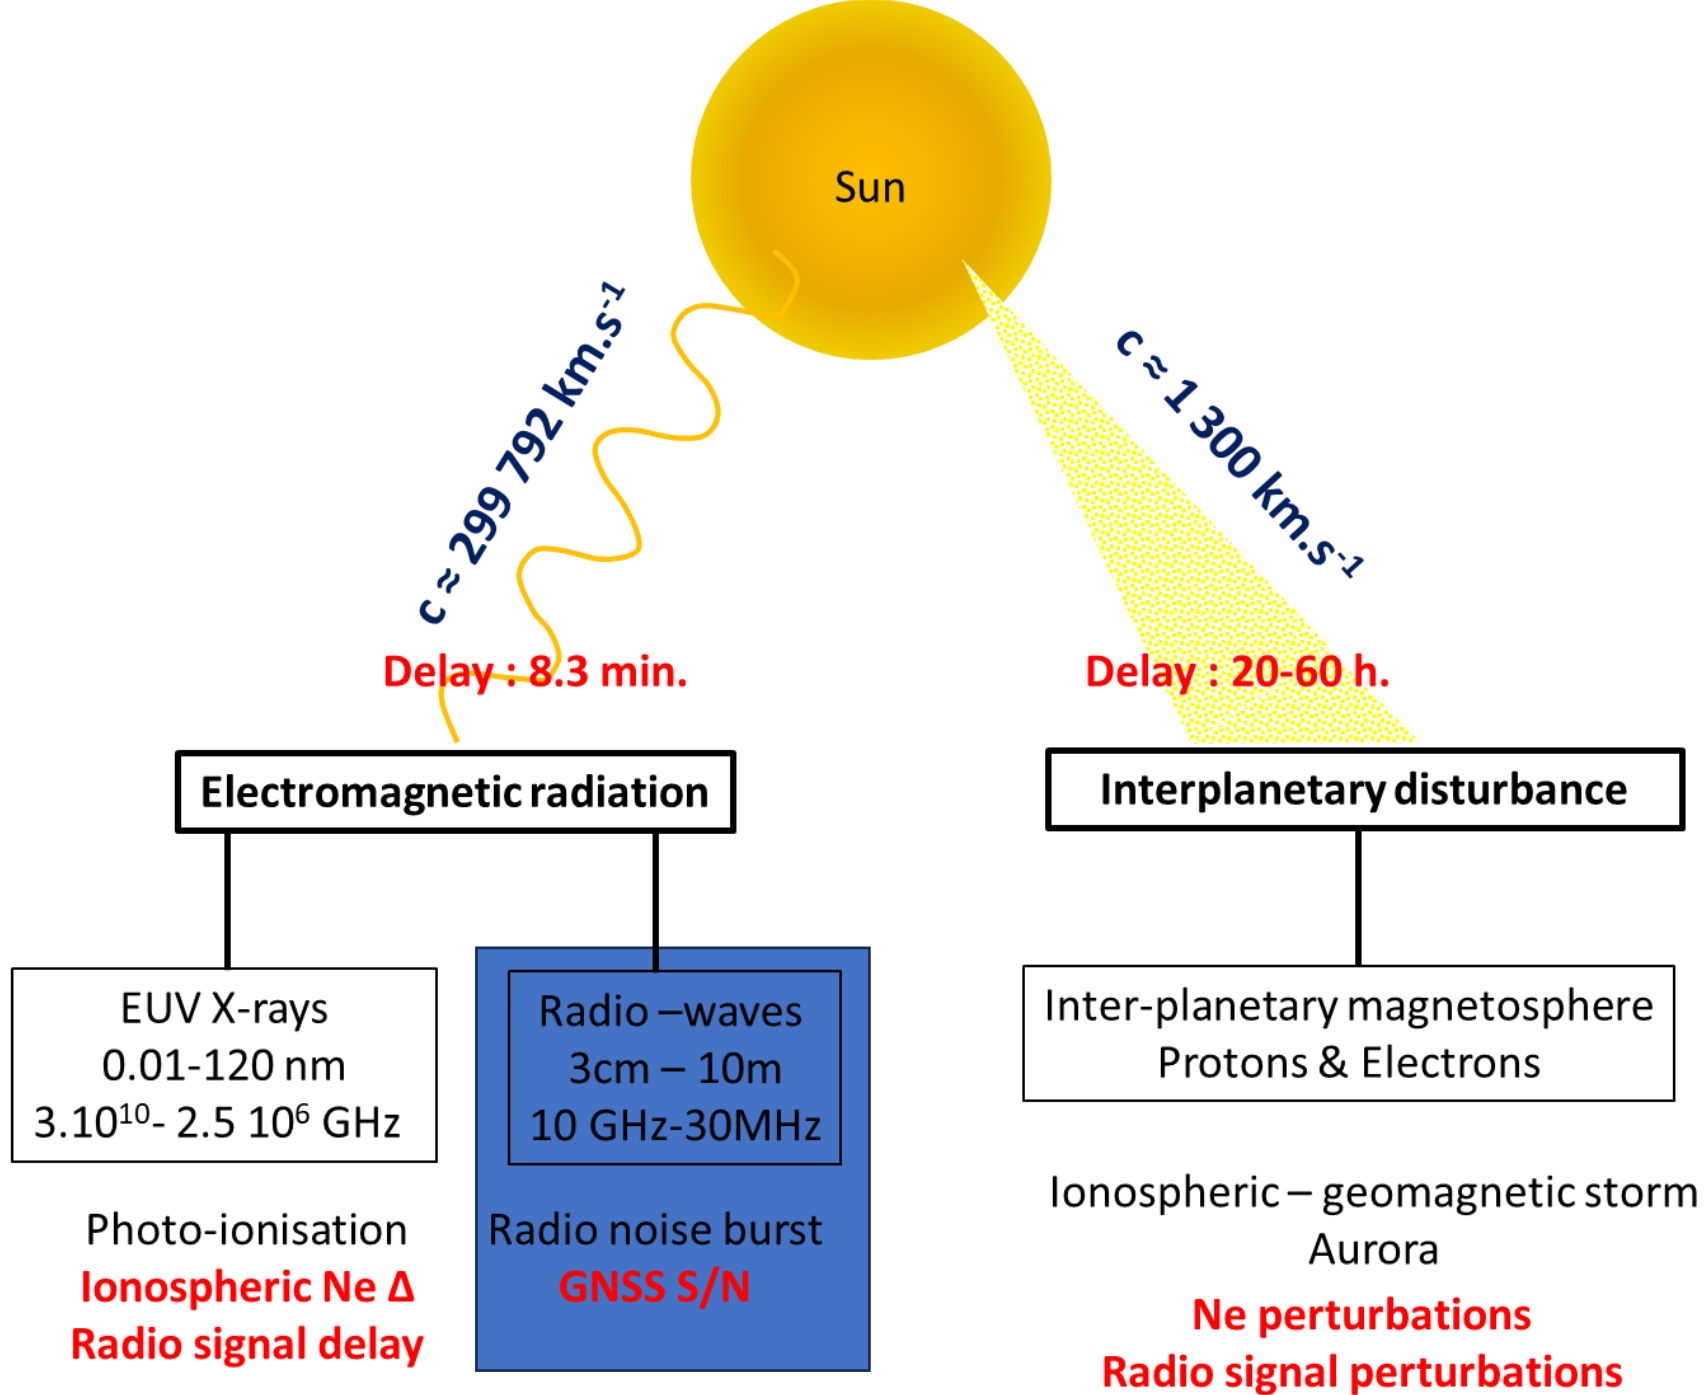 Sun
c ≈ 299 792 km.s⁻¹
c ≈ 1 300 km.s⁻¹
Delay : 8.3 min.
Delay : 20-60 h.
Electromagnetic radiation
Interplanetary disturbance
EUV X-rays
0.01-120 nm
3.10¹⁰- 2.5 10⁶ GHz
Photo-ionisation
Ionospheric Ne Δ
Radio signal delay
Radio –waves
3cm – 10m
10 GHz-30MHz
Radio noise burst
GNSS S/N
Inter-planetary magnetosphere
Protons & Electrons
Ionospheric – geomagnetic storm
Aurora
Ne perturbations
Radio signal perturbations